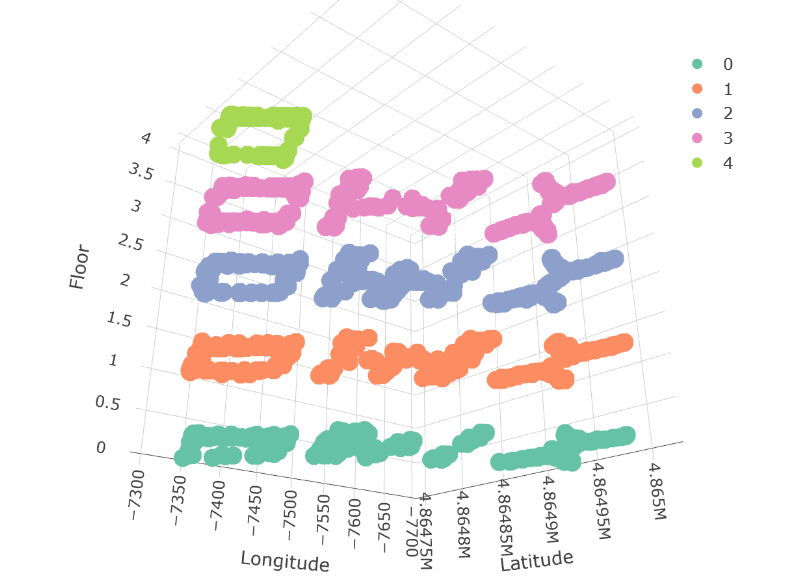 0
1
2
3
4
4
3.5
3
2.5
2
1.5
1
0.5
0
Floor
−7300
−7350
−7400
−7450
−7500
−7550
−7600
−7650
−7700
Longitude
4.86475M
4.8648M
4.86485M
4.8649M
4.86495M
4.865M
Latitude